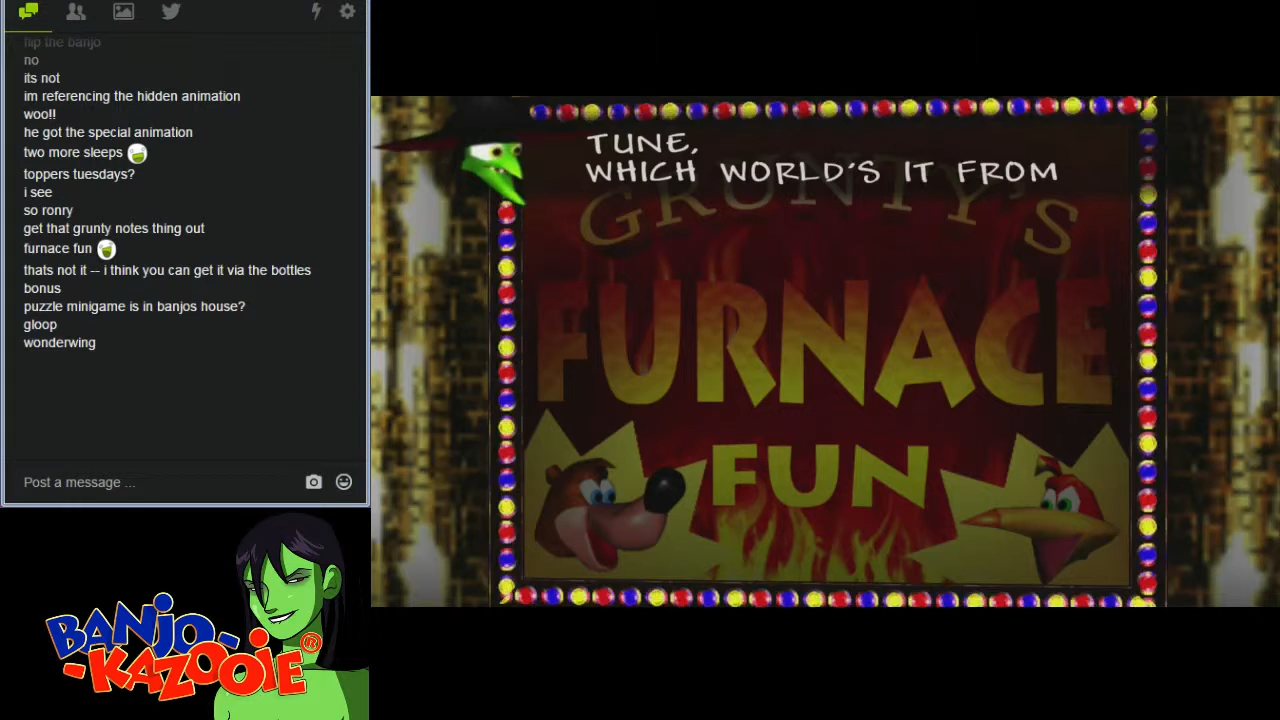 flip the banjo
no
its not
im referencing the hidden animation
woo!!
he got the special animation
two more sleeps
toppers tuesdays?
i see
so ronry
get that grunty notes thing out
furnace fun
thats not it -- i think you can get it via the bottles
bonus
puzzle minigame is in banjos house?
gloop
wonderwing
Post a message ...
BANJO
-KAZOOIE®
TUNE,
WHICH WORLD'S IT FROM
GRUNTY'S
FURNACE
FUN